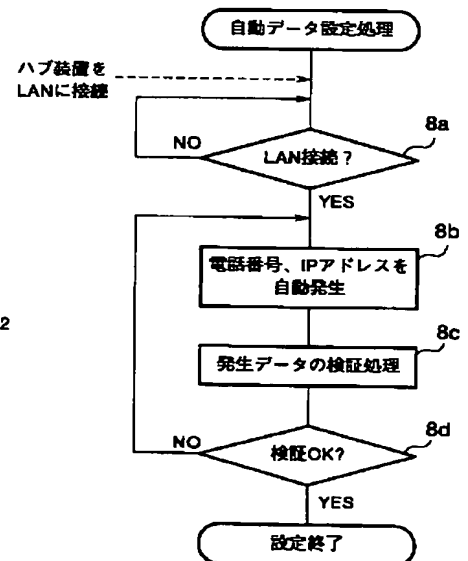 自動データ設定処理
ハブ装置を
LANに接続
8a
NO
LAN接続？
YES
8b
電話番号、IPアドレスを
自動発生
2
8c
発生データの検証処理
8d
NO
検証OK?
YES
設定終了